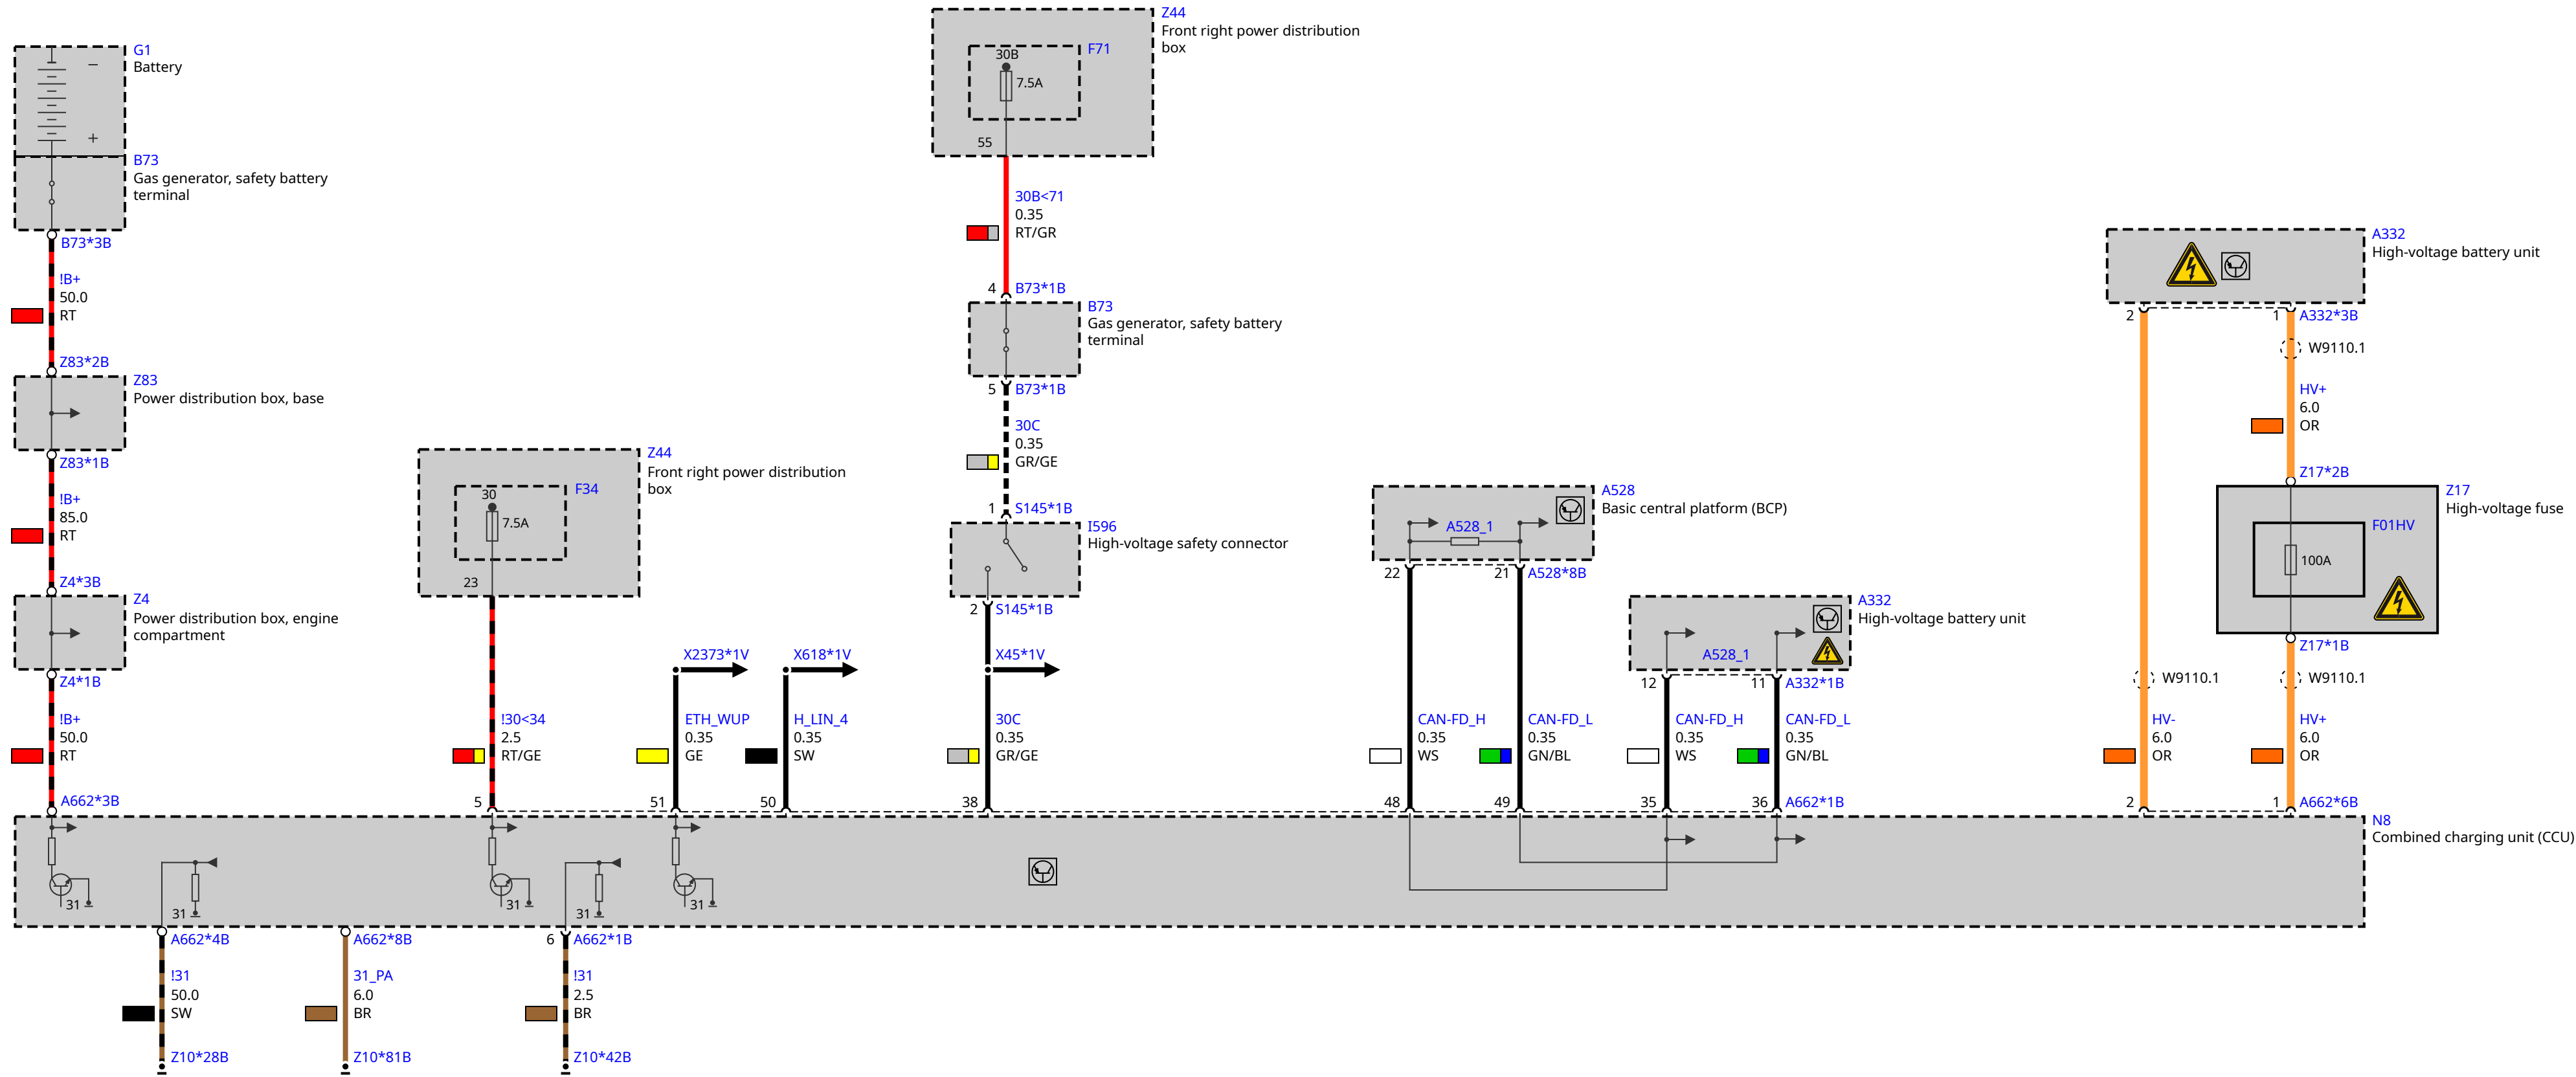 G1
Battery
−
+
B73
Gas generator, safety battery
terminal
B73*3B
!B+
50.0
RT
Z83*2B
Z83
Power distribution box, base
Z83*1B
!B+
85.0
RT
Z4*3B
Z4
Power distribution box, engine
compartment
Z4*1B
!B+
50.0
RT
A662*3B
Z44
Front right power distribution
box
F34
30
7.5A
23
!30<34
2.5
RT/GE
5
X2373*1V
ETH_WUP
0.35
GE
51
X618*1V
H_LIN_4
0.35
SW
50
Z44
Front right power distribution
box
F71
30B
7.5A
55
30B<71
0.35
RT/GR
4 B73*1B
B73
Gas generator, safety battery
terminal
5 B73*1B
30C
0.35
GR/GE
1 S145*1B
I596
High-voltage safety connector
2 S145*1B
X45*1V
30C
0.35
GR/GE
38
A528
Basic central platform (BCP)
A528_1
22 21 A528*8B
CAN-FD_H
0.35
WS
48
CAN-FD_L
0.35
GN/BL
49
A332
High-voltage battery unit
A528_1
12 11 A332*1B
CAN-FD_H
0.35
WS
35
CAN-FD_L
0.35
GN/BL
36 A662*1B
A332
High-voltage battery unit
2 1 A332*3B
W9110.1
HV+
6.0
OR
Z17*2B
Z17
High-voltage fuse
F01HV
100A
Z17*1B
W9110.1
W9110.1
HV-
6.0
OR
2
HV+
6.0
OR
1 A662*6B
N8
Combined charging unit (CCU)
31
31
31
31
31
A662*4B
!31
50.0
SW
Z10*28B
A662*8B
31_PA
6.0
BR
Z10*81B
6 A662*1B
!31
2.5
BR
Z10*42B